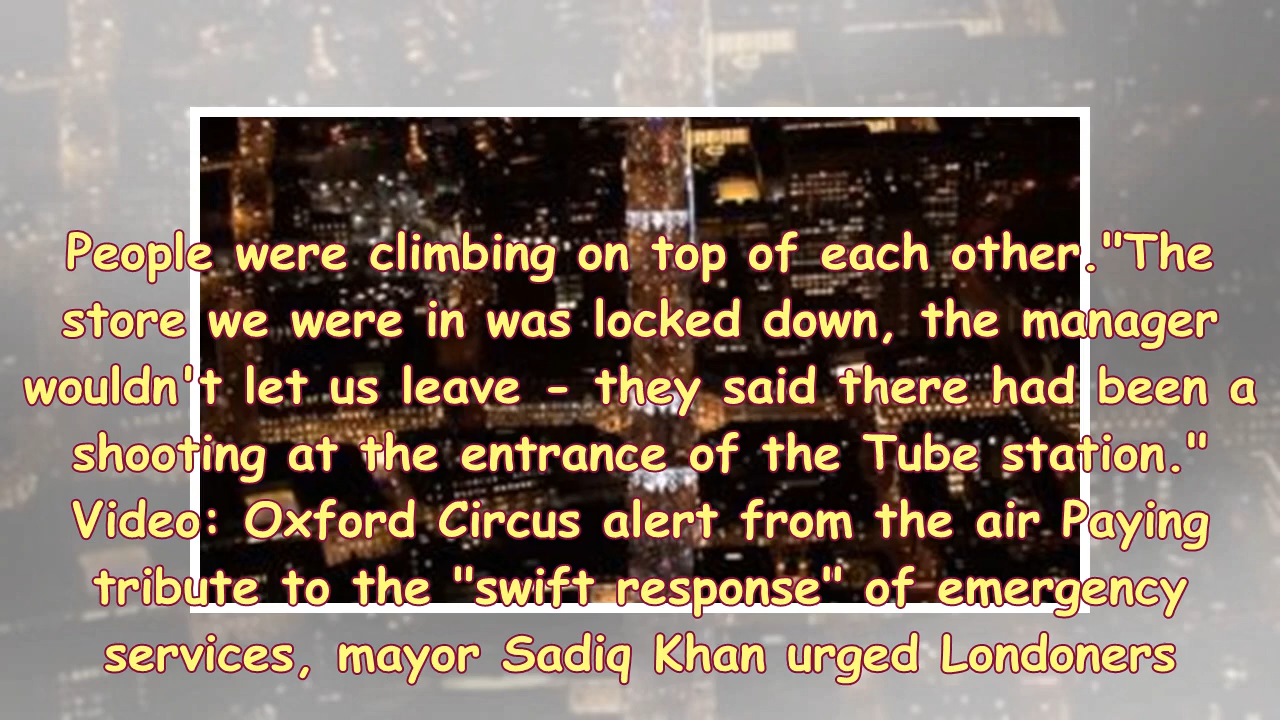 People were climbing on top of each other."The
store we were in was locked down, the manager
wouldn't let us leave - they said there had been a
shooting at the entrance of the Tube station."
Video: Oxford Circus alert from the air Paying
tribute to the "swift response" of emergency
services, mayor Sadiq Khan urged Londoners